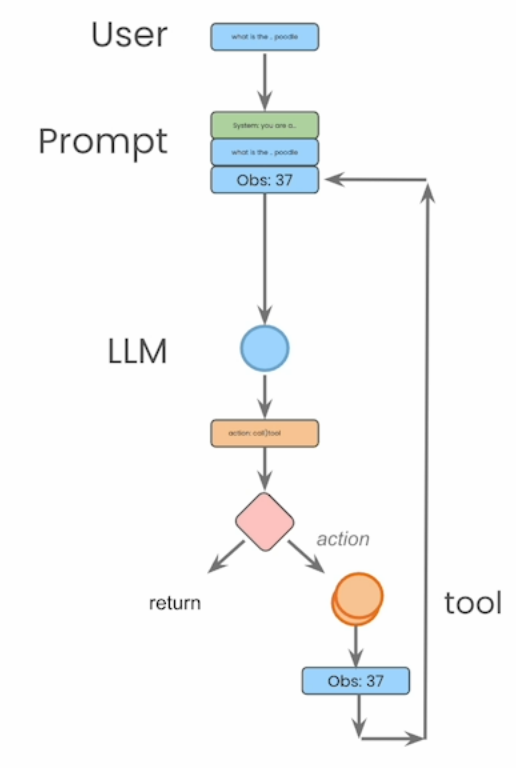 User
what is the .. poodle
System: you are a..
Prompt
what is the .. poodle
Obs: 37
LLM
action: call]tool
action
return
tool
Obs: 37